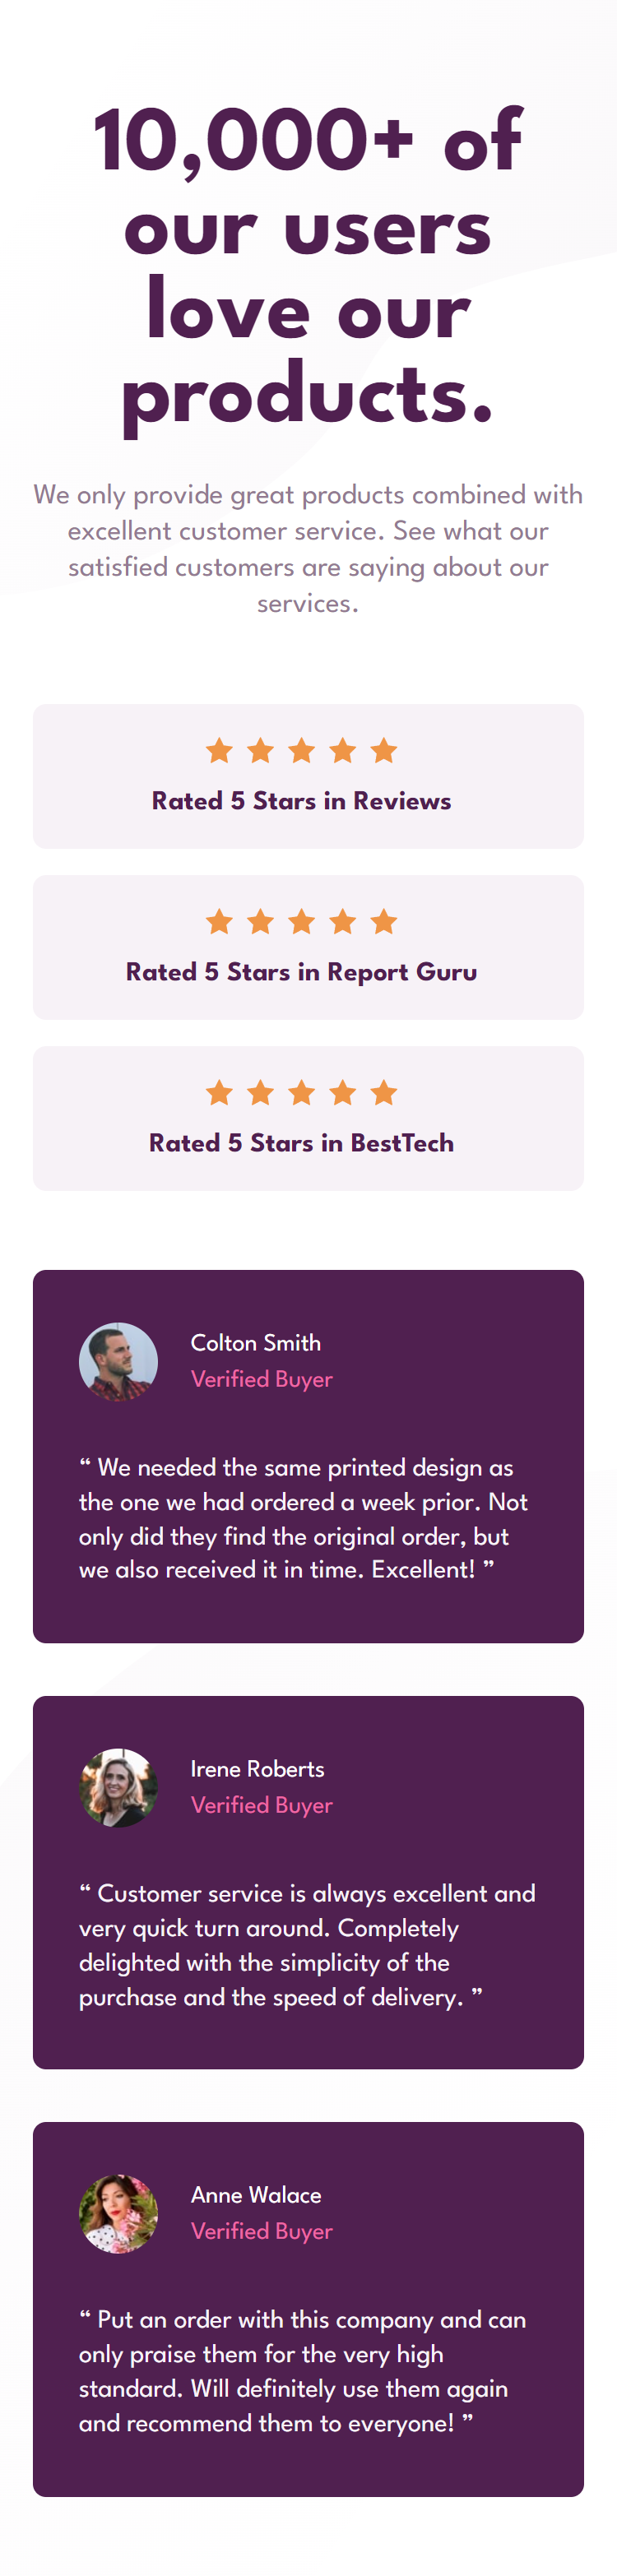 10,000+ of
our users
love our
products.
We only provide great products combined with
excellent customer service. See what our
satisfied customers are saying about our
services.
Rated 5 Stars in Reviews
Rated 5 Stars in Report Guru
Rated 5 Stars in BestTech
Colton Smith
Verified Buyer
“ We needed the same printed design as
the one we had ordered a week prior. Not
only did they find the original order, but
we also received it in time. Excellent! ”
Irene Roberts
Verified Buyer
“ Customer service is always excellent and
very quick turn around. Completely
delighted with the simplicity of the
purchase and the speed of delivery. ”
Anne Walace
Verified Buyer
“ Put an order with this company and can
only praise them for the very high
standard. Will definitely use them again
and recommend them to everyone! ”